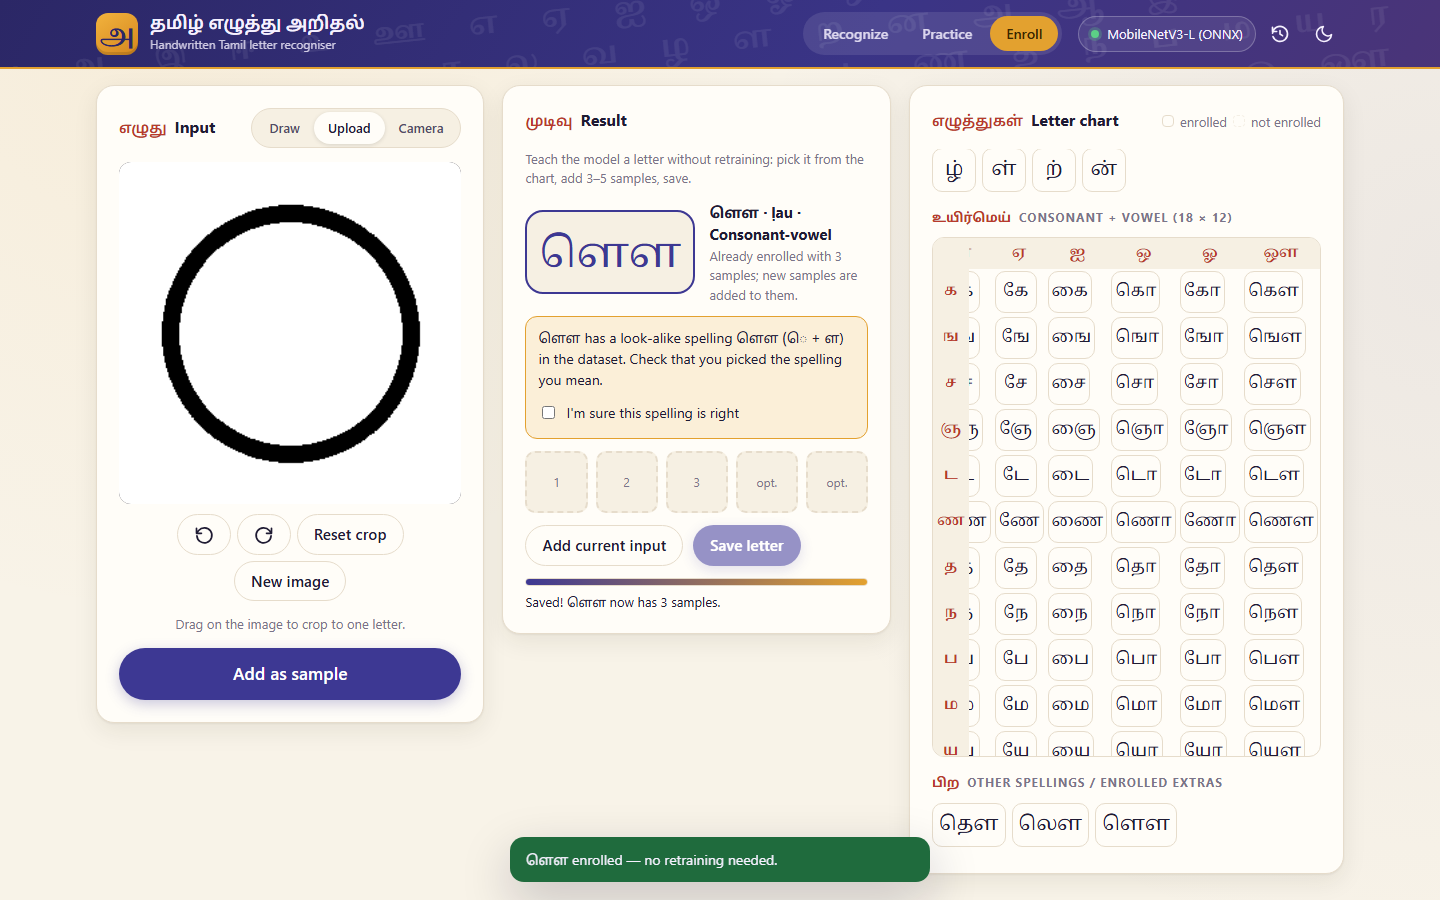 தமிழ் எழுத்து அறிதல்
Handwritten Tamil letter recogniser
Recognize Practice Enroll
MobileNetV3-L (ONNX)
எழுது Input
Draw Upload Camera
Reset crop
New image
Drag on the image to crop to one letter.
Add as sample
முடிவு Result
Teach the model a letter without retraining: pick it from the
chart, add 3–5 samples, save.
ளௌ
ளௌ · ḷau ·
Consonant-vowel
Already enrolled with 3
samples; new samples are
added to them.
ளௌ has a look-alike spelling ளெள (ெ + ள)
in the dataset. Check that you picked the spelling
you mean.
I'm sure this spelling is right
1 2 3 opt. opt.
Add current input Save letter
Saved! ளௌ now has 3 samples.
எழுத்துகள் Letter chart
enrolled not enrolled
ழ் ள் ற் ன்
உயிர்மெய் CONSONANT + VOWEL (18 × 12)
ஏ ஐ ஒ ஓ ஔ
க கே கை கொ கோ கௌ
ங ஙே ஙை ஙொ ஙோ ஙௌ
ச சே சை சொ சோ சௌ
ஞ ஞே ஞை ஞொ ஞோ ஞௌ
ட டே டை டொ டோ டௌ
ண ணே ணை ணொ ணோ ணௌ
த தே தை தொ தோ தௌ
ந நே நை நொ நோ நௌ
ப பே பை பொ போ பௌ
ம மே மை மொ மோ மௌ
ய யே யை யொ யோ யௌ
பிற OTHER SPELLINGS / ENROLLED EXTRAS
தெள லெள ளெள
ளௌ enrolled — no retraining needed.